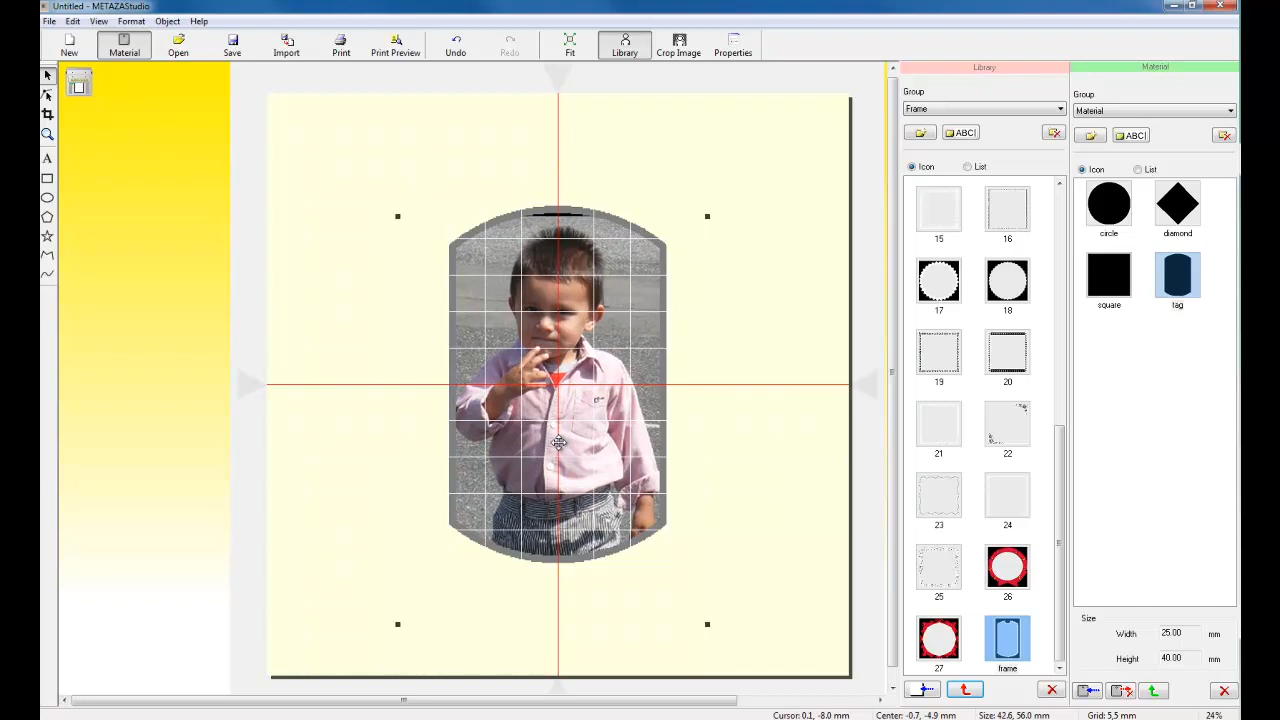 Untitled - METAZAStudio
File Edit View Format Object Help
New Material Open Save Import Print Print Preview Undo Redo Fit Library Crop Image Properties
Library
Group
Frame
ABC
Icon List
15 16
17 18
19 20
21 22
23 24
25 26
27 frame
Material
Group
Material
ABC
Icon List
circle diamond
square tag
Size
Width 25.00 mm
Height 40.00 mm
A
Cursor: 0.1, -8.0 mm Center: -0.7, -4.9 mm Size: 42.6, 56.0 mm Grid: 5,5 mm 24%